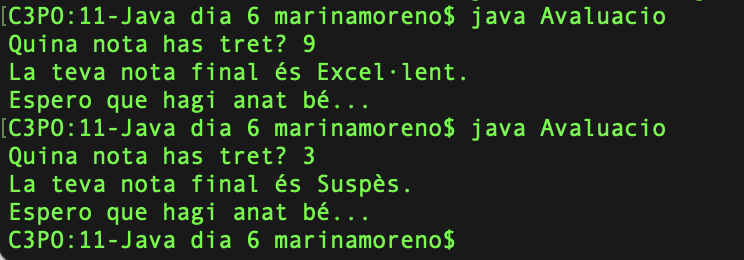 [C3PO:11-Java dia 6 marinamoreno$ java Avaluacio
Quina nota has tret? 9
La teva nota final és Excel·lent.
Espero que hagi anat bé...
[C3PO:11-Java dia 6 marinamoreno$ java Avaluacio
Quina nota has tret? 3
La teva nota final és Suspès.
Espero que hagi anat bé...
C3PO:11-Java dia 6 marinamoreno$